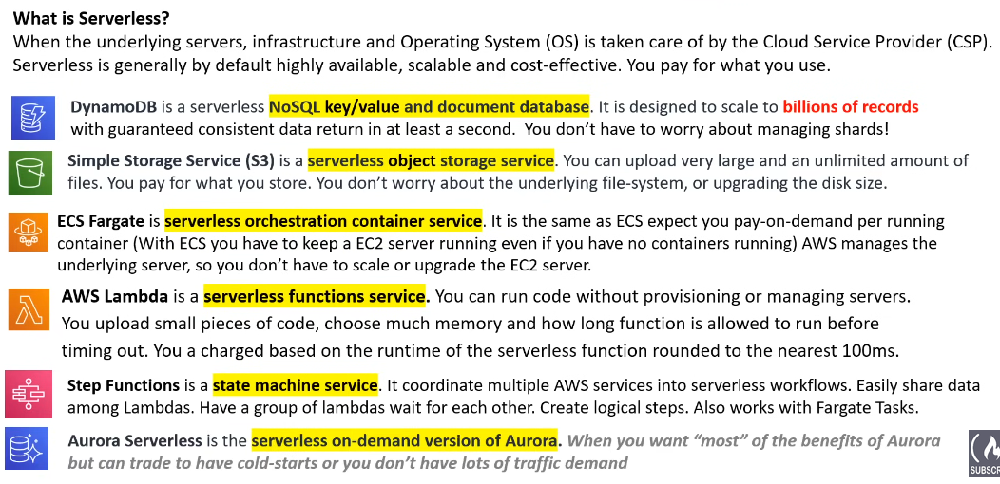 What is Serverless?
When the underlying servers, infrastructure and Operating System (OS) is taken care of by the Cloud Service Provider (CSP).
Serverless is generally by default highly available, scalable and cost-effective. You pay for what you use.
DynamoDB is a serverless NoSQL key/value and document database. It is designed to scale to billions of records
with guaranteed consistent data return in at least a second. You don't have to worry about managing shards!
Simple Storage Service (S3) is a serverless object storage service. You can upload very large and an unlimited amount of
files. You pay for what you store. You don't worry about the underlying file-system, or upgrading the disk size.
ECS Fargate is serverless orchestration container service. It is the same as ECS expect you pay-on-demand per running
container (With ECS you have to keep a EC2 server running even if you have no containers running) AWS manages the
underlying server, so you don't have to scale or upgrade the EC2 server.
AWS Lambda is a serverless functions service. You can run code without provisioning or managing servers.
You upload small pieces of code, choose much memory and how long function is allowed to run before
timing out. You a charged based on the runtime of the serverless function rounded to the nearest 100ms.
Step Functions is a state machine service. It coordinate multiple AWS services into serverless workflows. Easily share data
among Lambdas. Have a group of lambdas wait for each other. Create logical steps. Also works with Fargate Tasks.
Aurora Serverless is the serverless on-demand version of Aurora. When you want “most” of the benefits of Aurora
but can trade to have cold-starts or you don't have lots of traffic demand